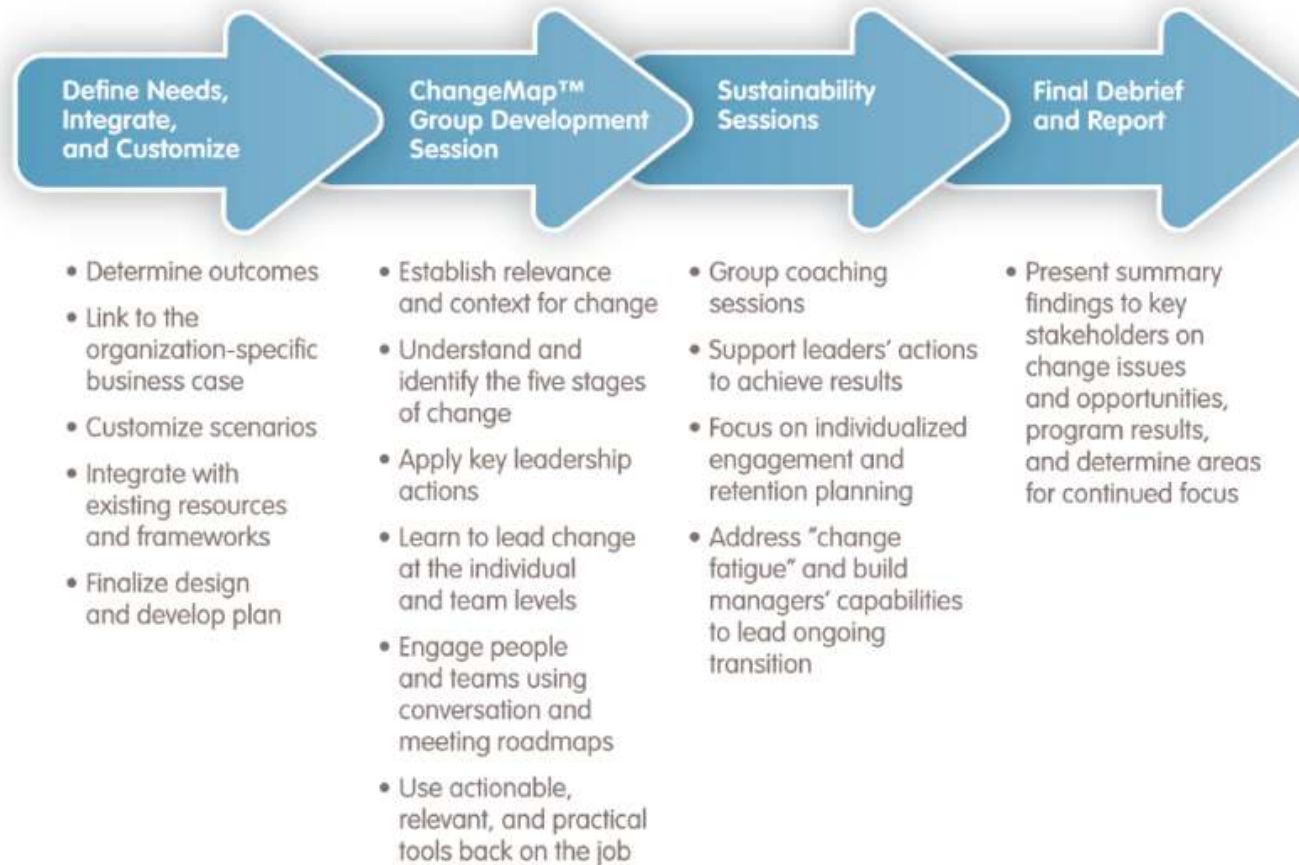 Define Needs,
Integrate,
and Customize
ChangeMap™
Group Development
Session
Sustainability
Sessions
Final Debrief
and Report
• Determine outcomes
• Link to the
organization-specific
business case
• Customize scenarios
• Integrate with
existing resources
and frameworks
• Finalize design
and develop plan
• Establish relevance
and context for change
• Understand and
identify the five stages
of change
• Apply key leadership
actions
• Learn to lead change
at the individual
and team levels
• Engage people
and teams using
conversation and
meeting roadmaps
• Use actionable,
relevant, and practical
tools back on the job
• Group coaching
sessions
• Support leaders’ actions
to achieve results
• Focus on individualized
engagement and
retention planning
• Address "change
fatigue" and build
managers’ capabilities
to lead ongoing
transition
• Present summary
findings to key
stakeholders on
change issues
and opportunities,
program results,
and determine areas
for continued focus